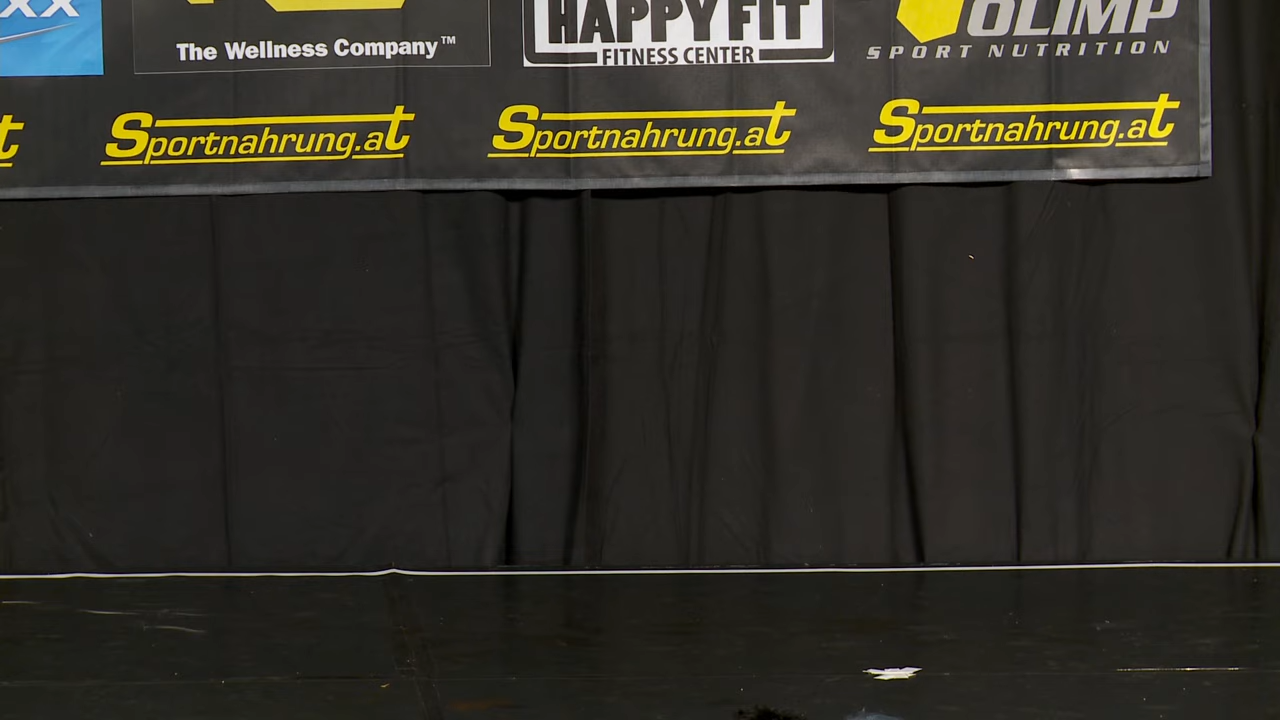 The Wellness Company™
HAPPY FIT
FITNESS CENTER
OLIMP
SPORT NUTRITION
Sportnahrung.at
Sportnahrung.at
Sportnahrung.at